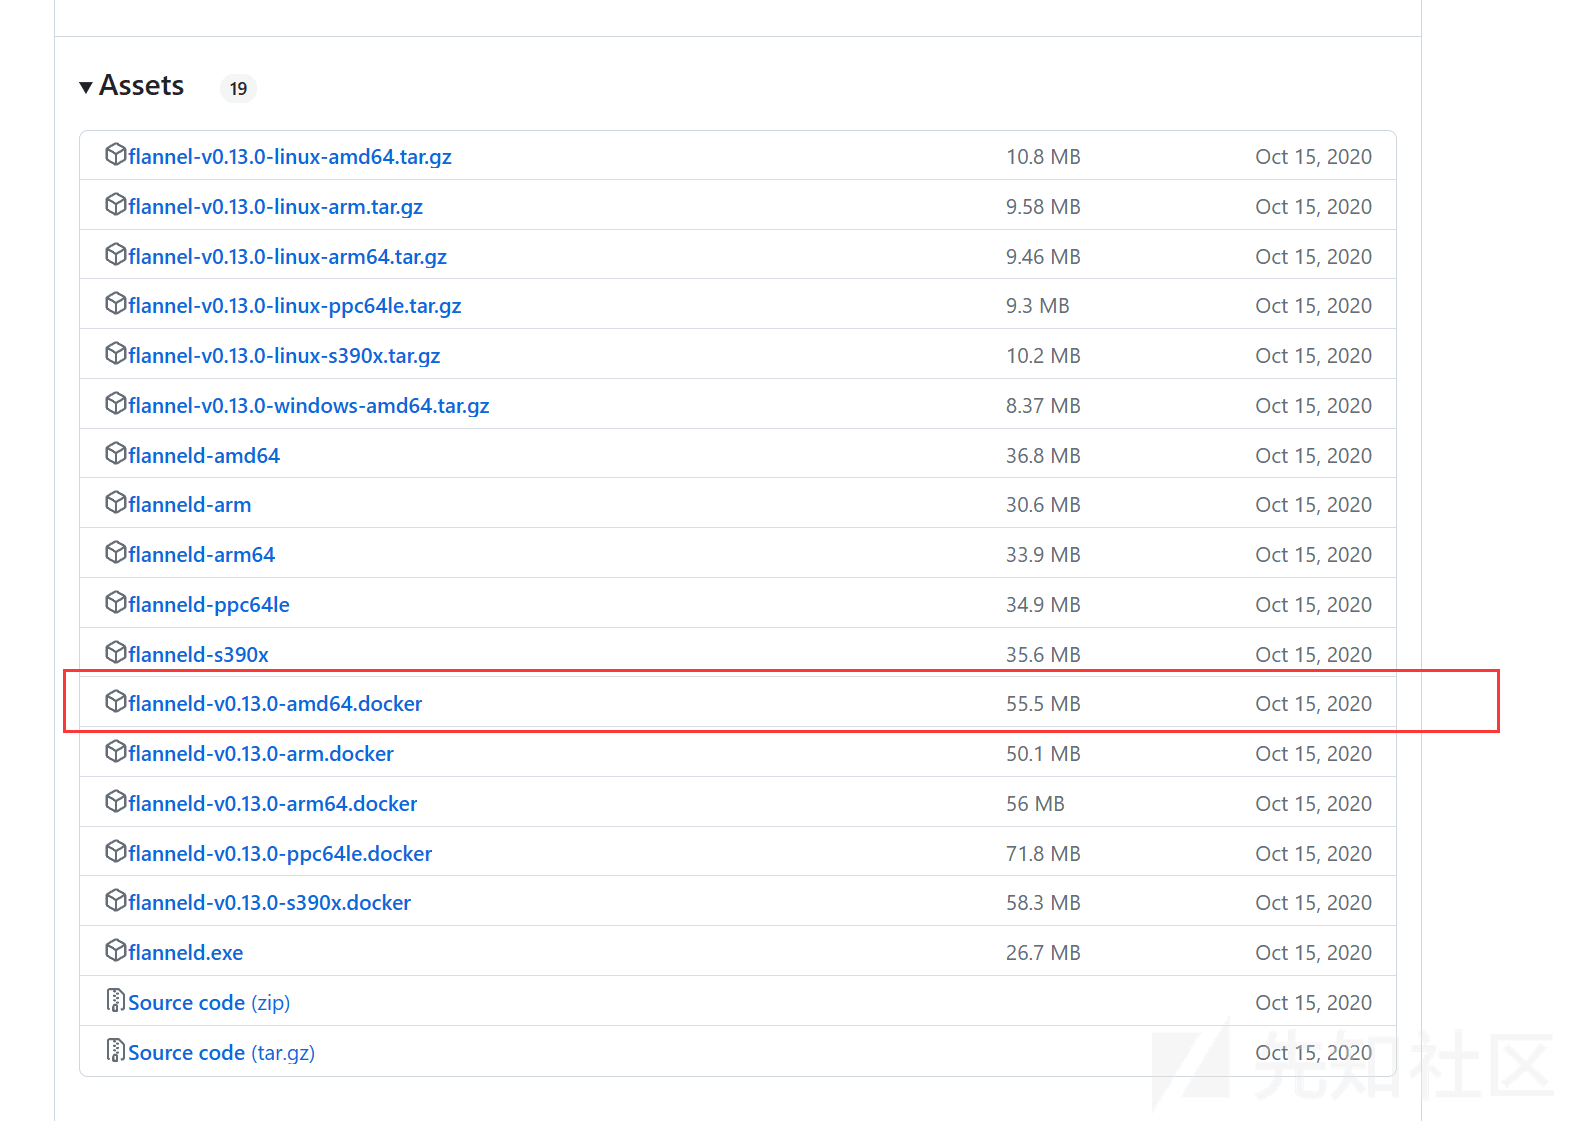 Assets 19
flannel-v0.13.0-linux-amd64.tar.gz 10.8 MB Oct 15, 2020
flannel-v0.13.0-linux-arm.tar.gz 9.58 MB Oct 15, 2020
flannel-v0.13.0-linux-arm64.tar.gz 9.46 MB Oct 15, 2020
flannel-v0.13.0-linux-ppc64le.tar.gz 9.3 MB Oct 15, 2020
flannel-v0.13.0-linux-s390x.tar.gz 10.2 MB Oct 15, 2020
flannel-v0.13.0-windows-amd64.tar.gz 8.37 MB Oct 15, 2020
flanneld-amd64 36.8 MB Oct 15, 2020
flanneld-arm 30.6 MB Oct 15, 2020
flanneld-arm64 33.9 MB Oct 15, 2020
flanneld-ppc64le 34.9 MB Oct 15, 2020
flanneld-s390x 35.6 MB Oct 15, 2020
flanneld-v0.13.0-amd64.docker 55.5 MB Oct 15, 2020
flanneld-v0.13.0-arm.docker 50.1 MB Oct 15, 2020
flanneld-v0.13.0-arm64.docker 56 MB Oct 15, 2020
flanneld-v0.13.0-ppc64le.docker 71.8 MB Oct 15, 2020
flanneld-v0.13.0-s390x.docker 58.3 MB Oct 15, 2020
flanneld.exe 26.7 MB Oct 15, 2020
Source code (zip) Oct 15, 2020
Source code (tar.gz) Oct 15, 2020
先知社区